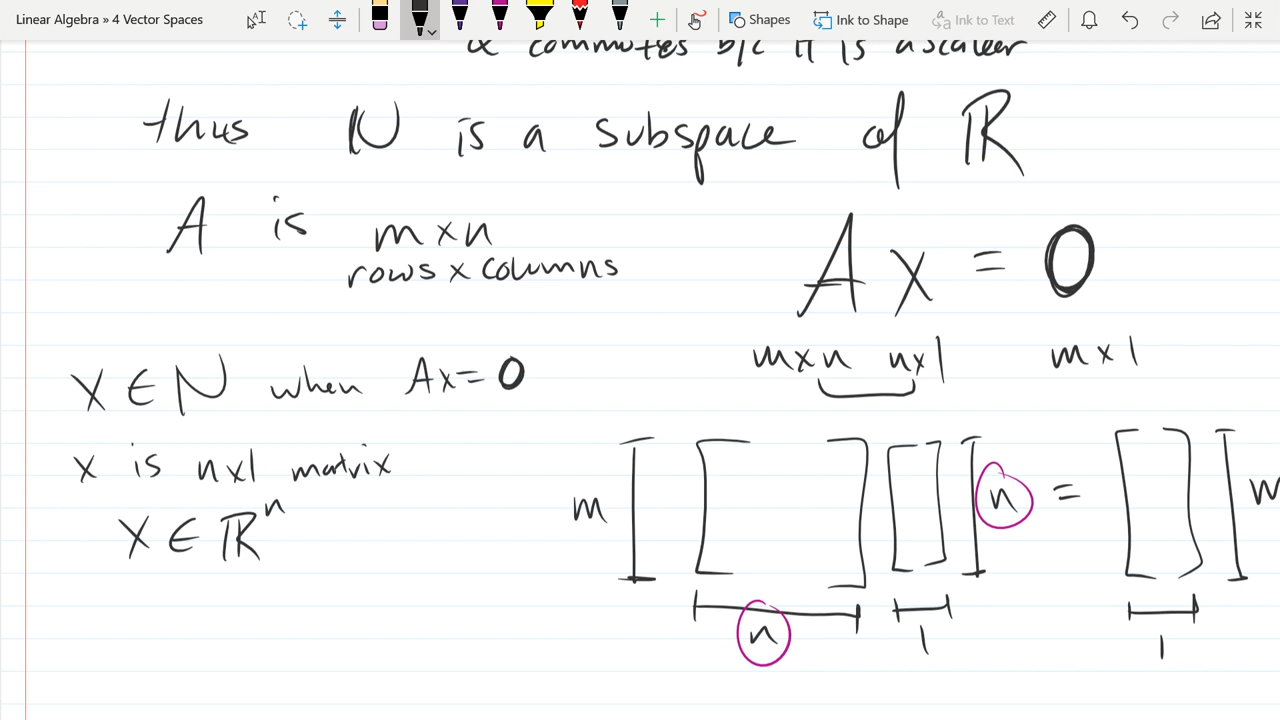 Linear Algebra » 4 Vector Spaces
Shapes
Ink to Shape
Ink to Text
α commutes b/c it is a scaler
thus N is a subspace of ℝ
A is m×n
rows × columns
Ax = 0
m×n n×1 m×1
x ∈ N when Ax=0
x is n×1 matrix
x ∈ ℝⁿ
m [ ] [ ] n = [ ] m
n 1 1